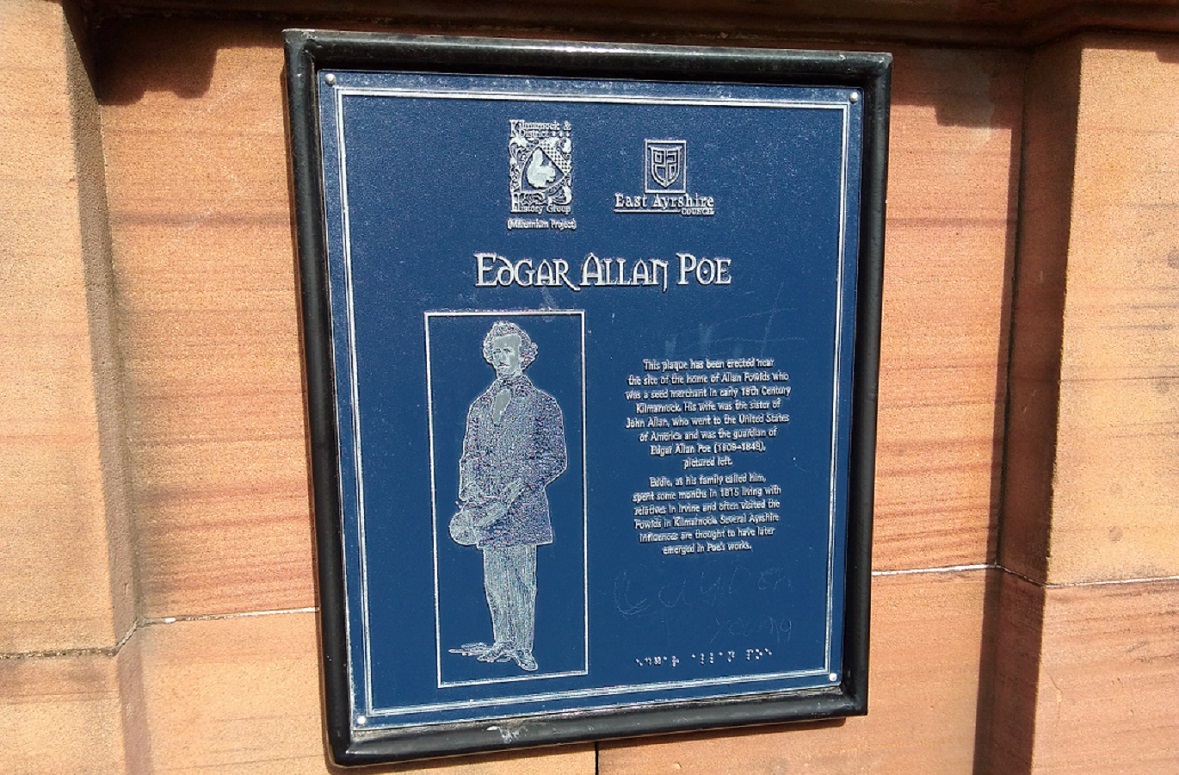 Kilmarnock &
District
History Group
(Millennium Project)
East Ayrshire
COUNCIL
EDGAR ALLAN POE
This plaque has been erected near
the site of the home of Allan Fowlds who
was a seed merchant in early 19th Century
Kilmarnock. His wife was the sister of
John Allan, who went to the United States
of America and was the guardian of
Edgar Allan Poe (1809-1849),
pictured left.
Eddie, as his family called him,
spent some months in 1815 living with
relatives in Irvine and often visited the
Fowlds in Kilmarnock. Several Ayrshire
influences are thought to have later
emerged in Poe's works.
young